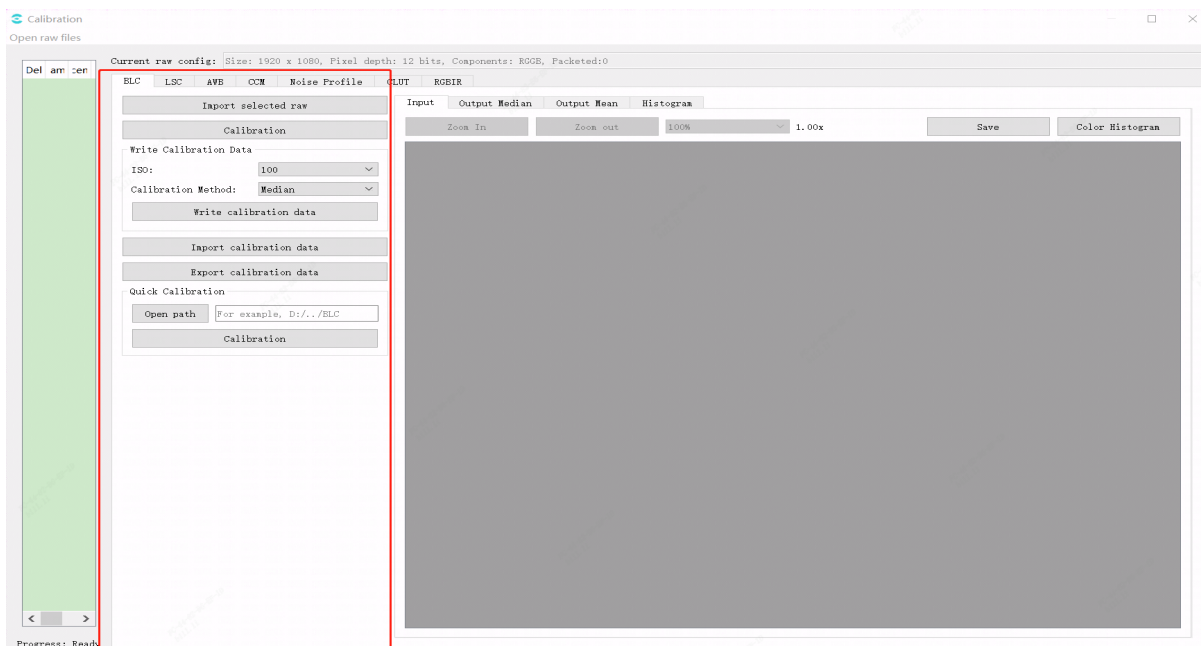 Calibration
Open raw files
Del am cen
Current raw config: Size: 1920 x 1080, Pixel depth: 12 bits, Components: RGGB, Packeted:0
BLC LSC AWB CCM Noise Profile CLUT RGBIR
Import selected raw
Calibration
Write Calibration Data
ISO: 100
Calibration Method: Median
Write calibration data
Import calibration data
Export calibration data
Quick Calibration
Open path For example, D:/../BLC
Calibration
Input Output Median Output Mean Histogram
Zoom In Zoom out 100% 1.00x Save Color Histogram
Progress: Ready